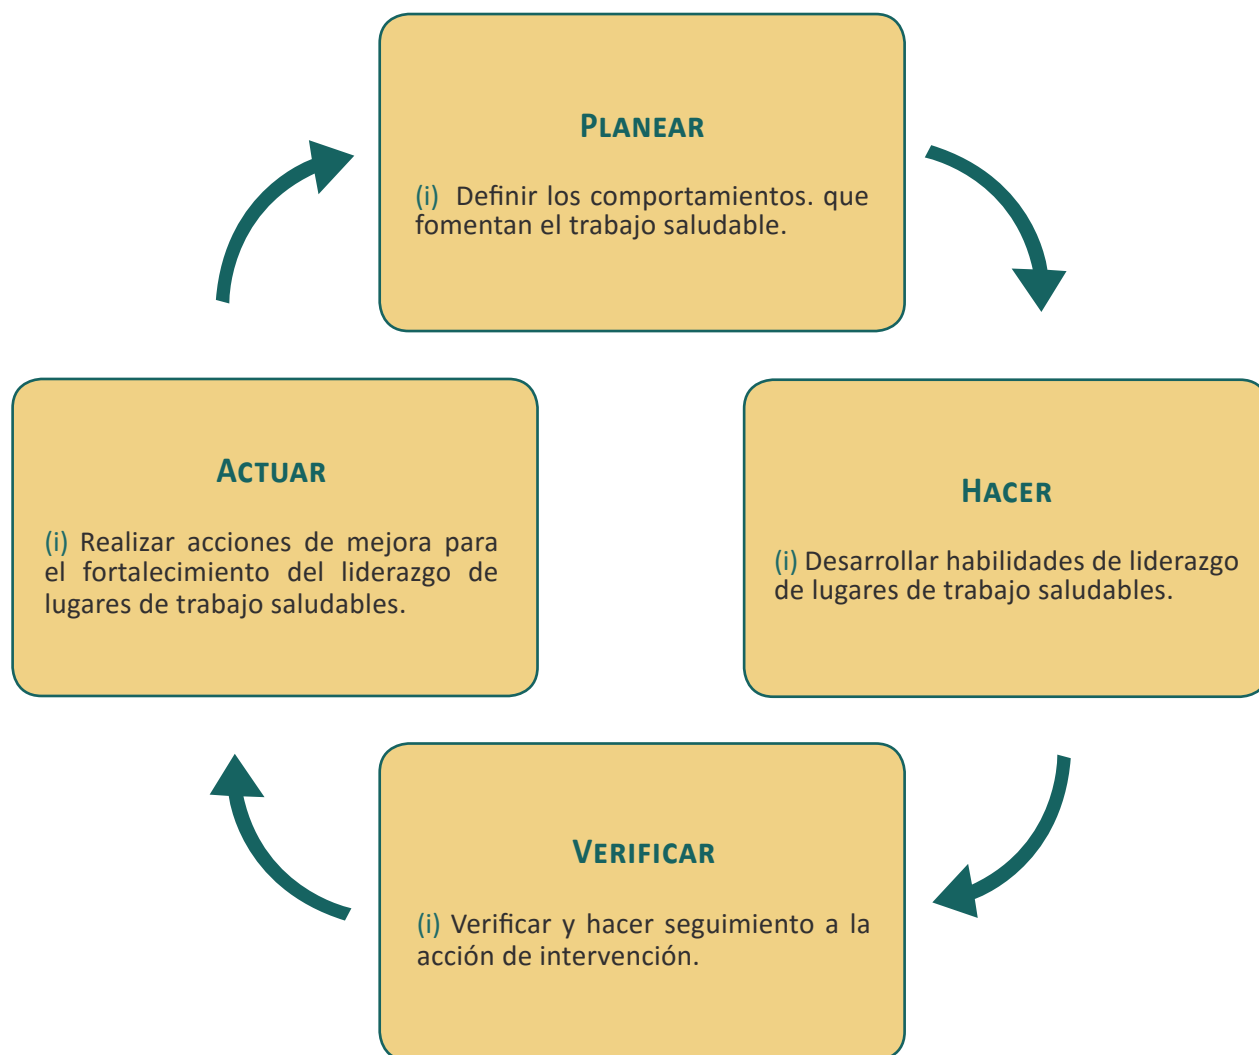 PLANEAR
(i) Definir los comportamientos. que
fomentan el trabajo saludable.
ACTUAR
(i) Realizar acciones de mejora para
el fortalecimiento del liderazgo de
lugares de trabajo saludables.
HACER
(i) Desarrollar habilidades de liderazgo
de lugares de trabajo saludables.
VERIFICAR
(i) Verificar y hacer seguimiento a la
acción de intervención.